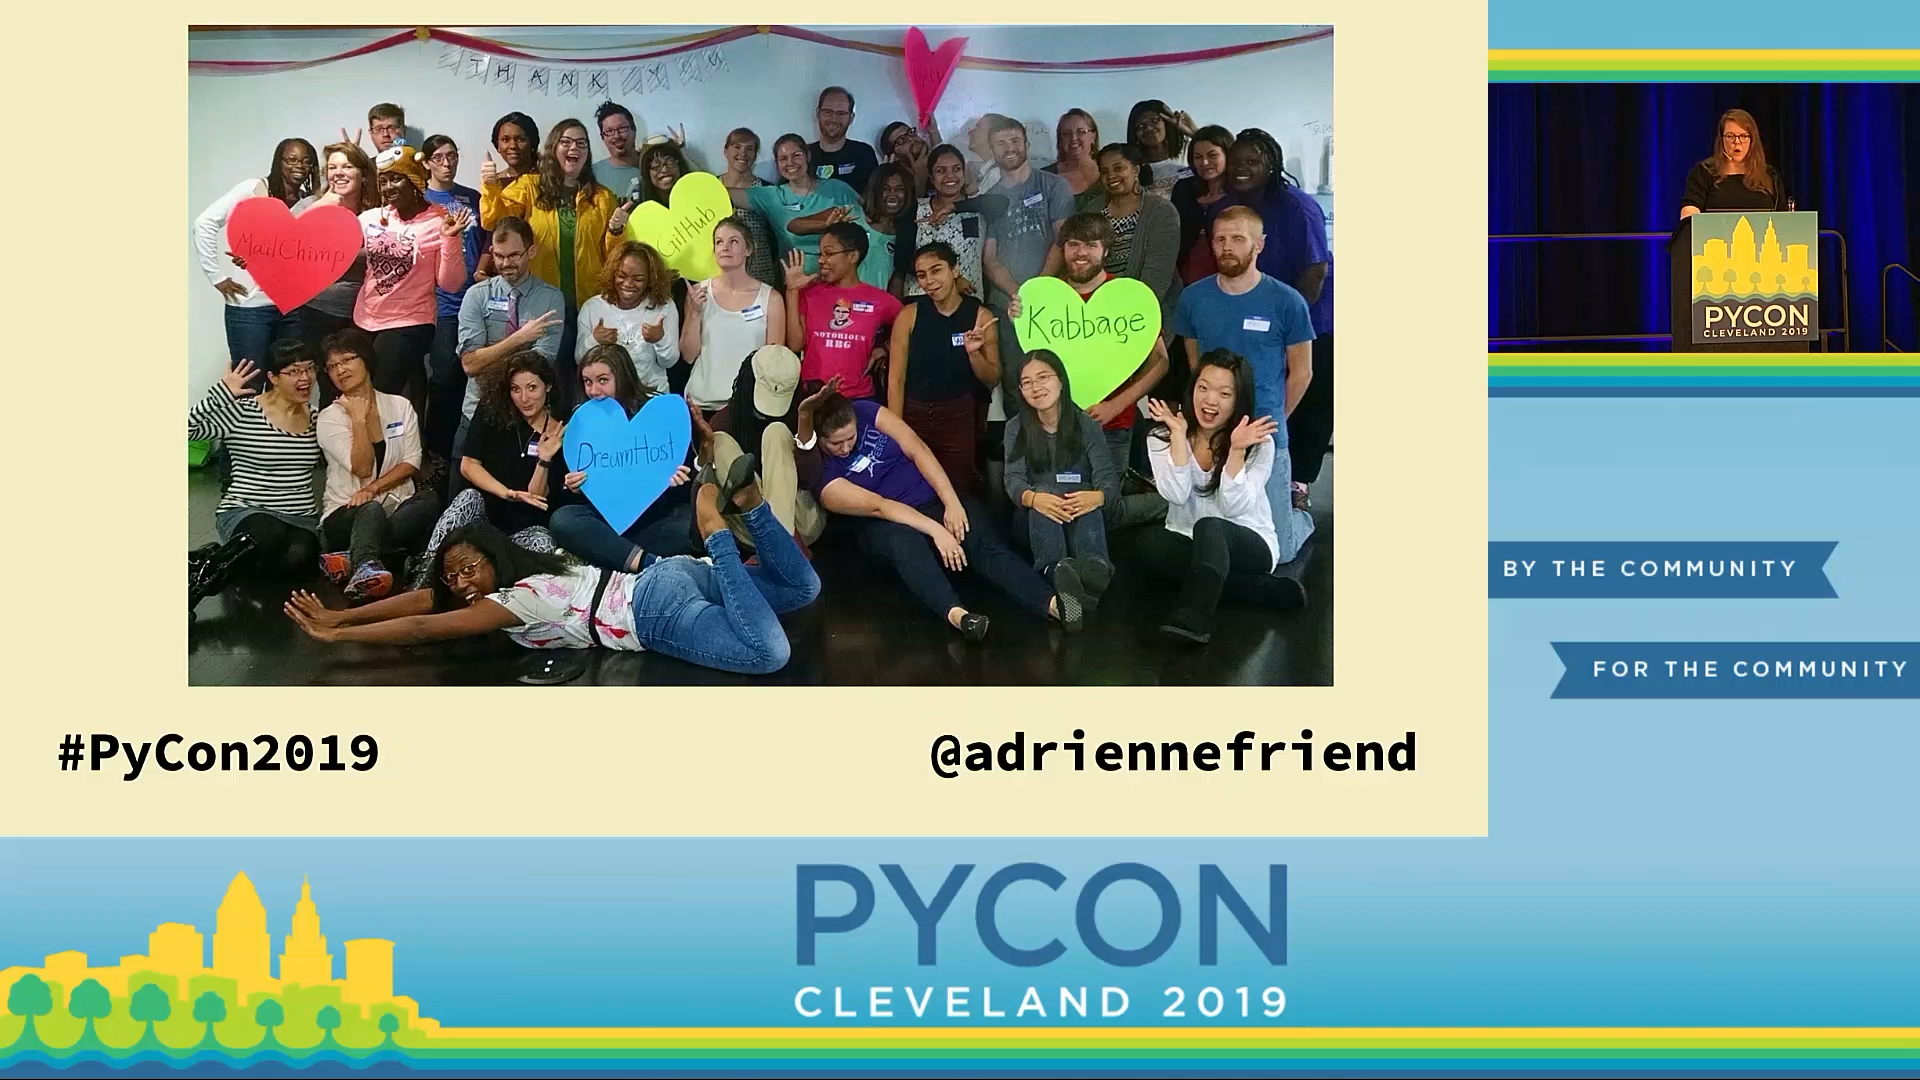 THANK YOU
MailChimp
GitHub
Kabbage
NOTORIOUS
RBG
DreamHost
#PyCon2019
@adriennefriend
PYCON
CLEVELAND 2019
BY THE COMMUNITY
FOR THE COMMUNITY
PYCON
CLEVELAND 2019